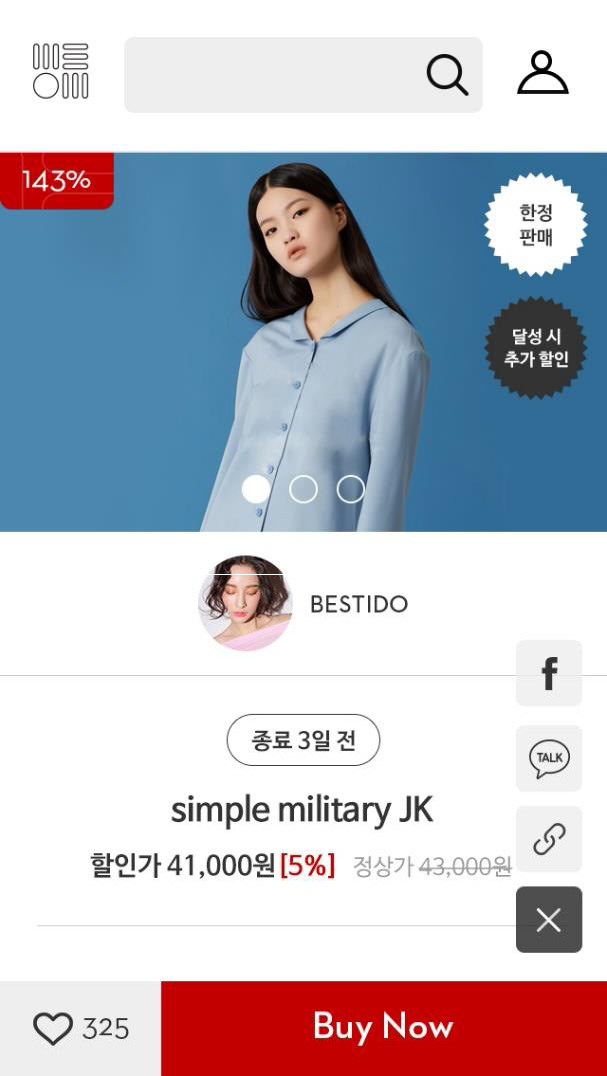 143%
한정
판매
달성 시
추가 할인
BESTIDO
f
종료 3일 전
TALK
simple military JK
할인가 41,000원 [5%] 정상가 43,000원
325
Buy Now